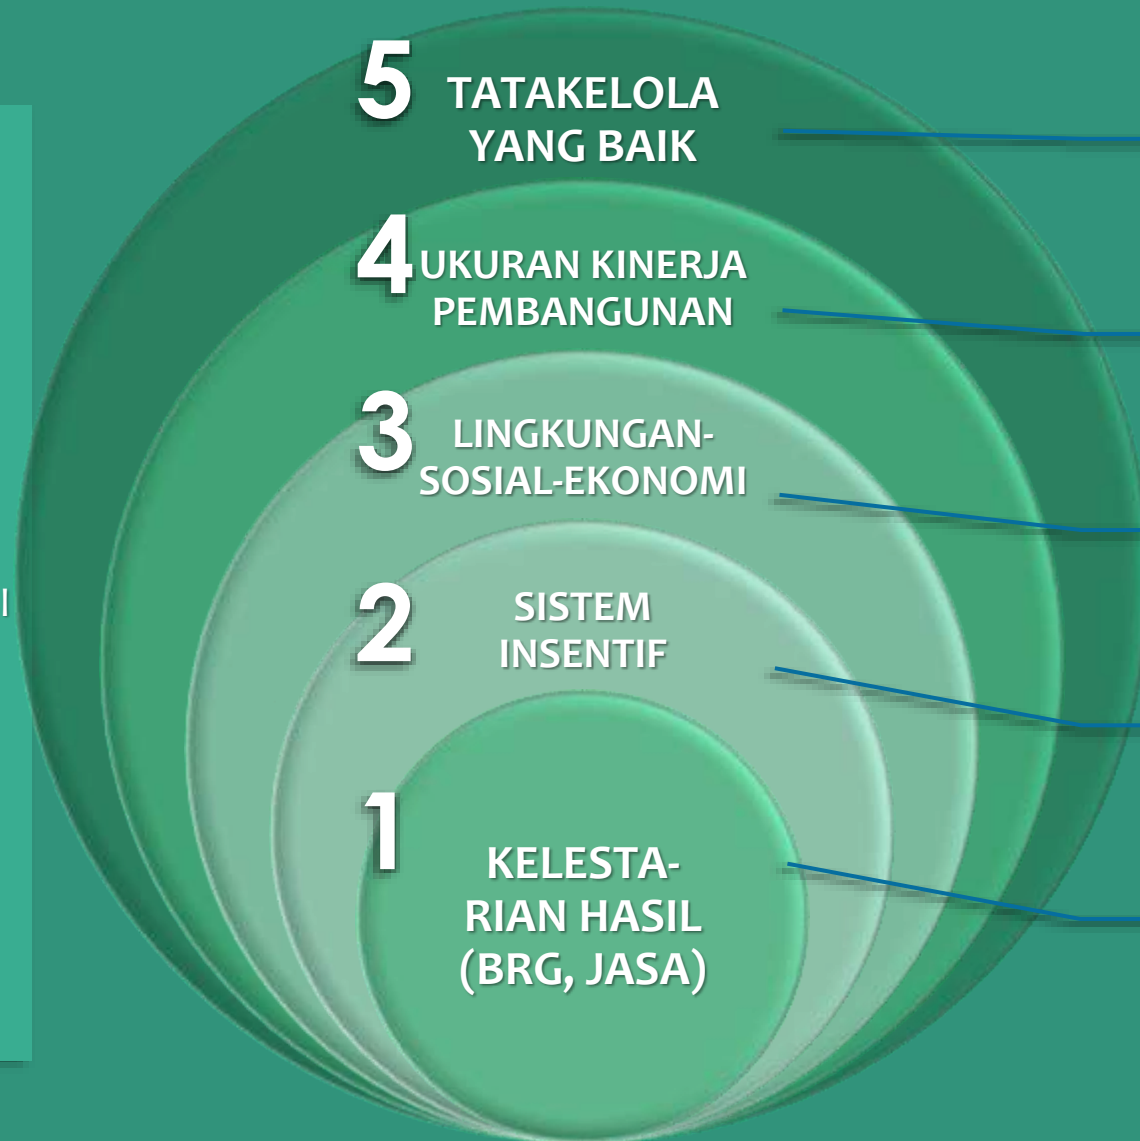 5
TATAKELOLA
YANG BAIK
4
UKURAN KINERJA
PEMBANGUNAN
3
LINGKUNGAN-
SOSIAL-EKONOMI
2
SISTEM
INSENTIF
1
KELESTA-
RIAN HASIL
(BRG, JASA)